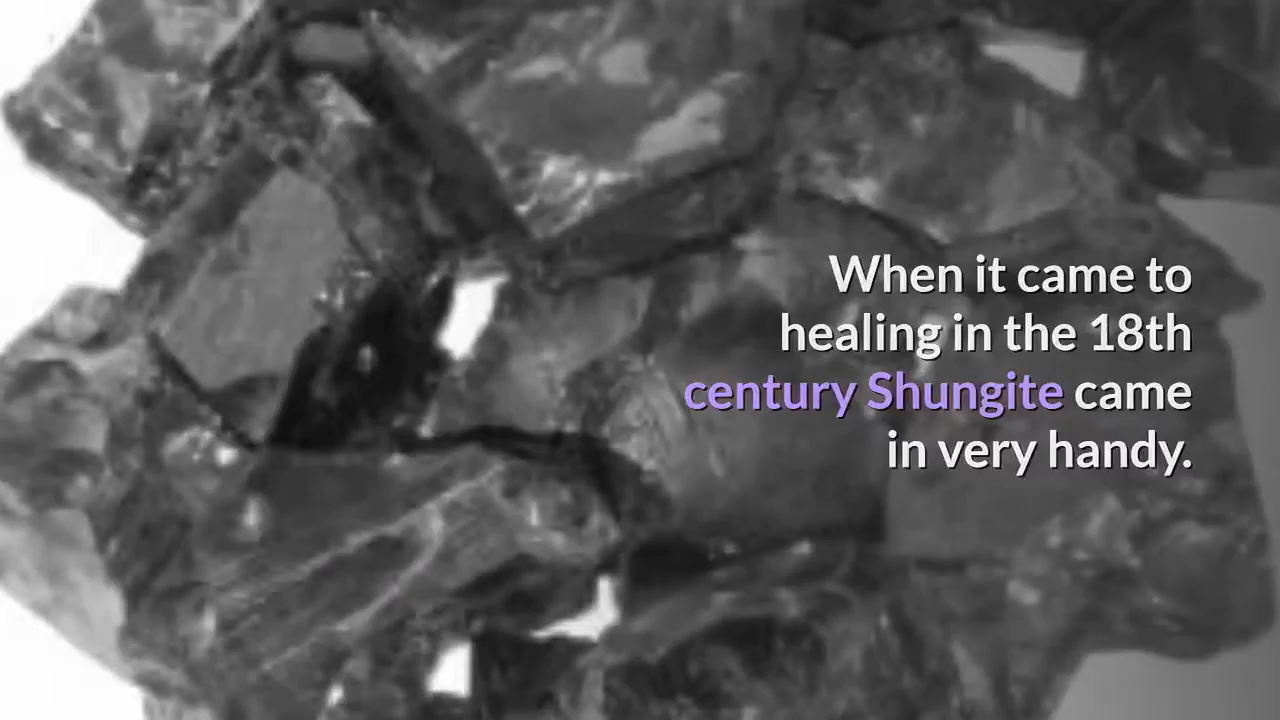 When it came to
healing in the 18th
century Shungite came
in very handy.